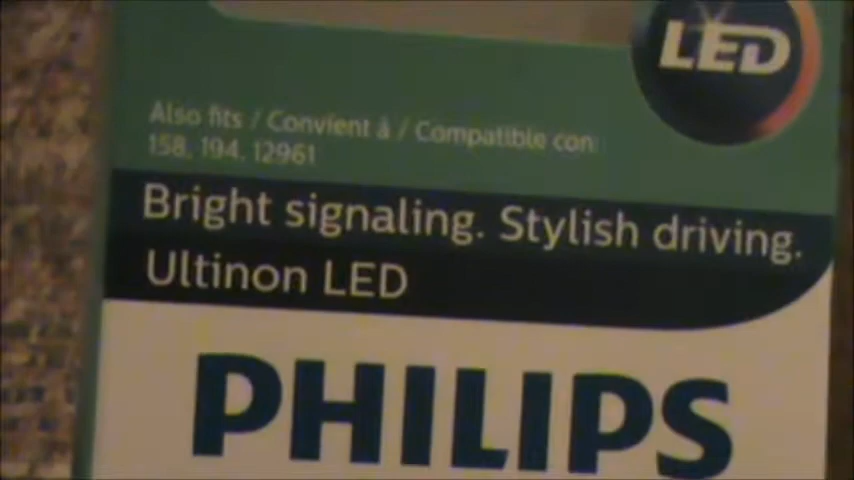 LED
Also fits / Convient à / Compatible con:
158, 194, 12961
Bright signaling. Stylish driving.
Ultinon LED
PHILIPS